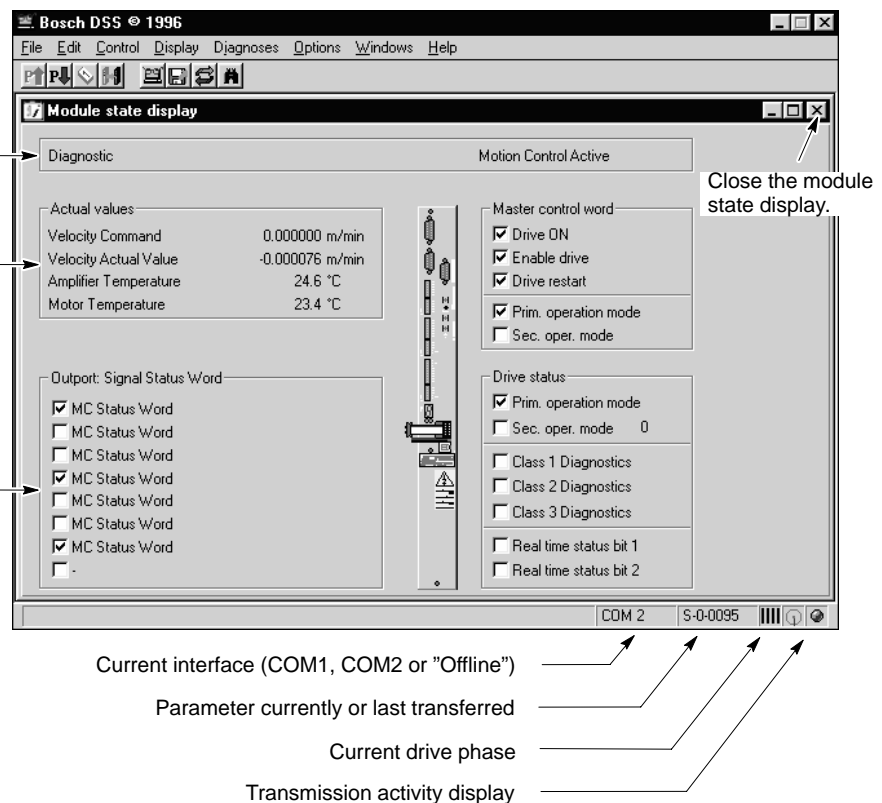 Bosch DSS © 1996
File Edit Control Display Diagnoses Options Windows Help
P P
Module state display
Diagnostic Motion Control Active
Close the module
state display.
Actual values
Velocity Command 0.000000 m/min
Velocity Actual Value -0.000076 m/min
Amplifier Temperature 24.6 °C
Motor Temperature 23.4 °C
Outport: Signal Status Word
MC Status Word
MC Status Word
MC Status Word
MC Status Word
MC Status Word
MC Status Word
MC Status Word
-
Master control word
Drive ON
Enable drive
Drive restart
Prim. operation mode
Sec. oper. mode
Drive status
Prim. operation mode
Sec. oper. mode 0
Class 1 Diagnostics
Class 2 Diagnostics
Class 3 Diagnostics
Real time status bit 1
Real time status bit 2
COM 2 S-0-0095
Current interface (COM1, COM2 or ”Offline”)
Parameter currently or last transferred
Current drive phase
Transmission activity display